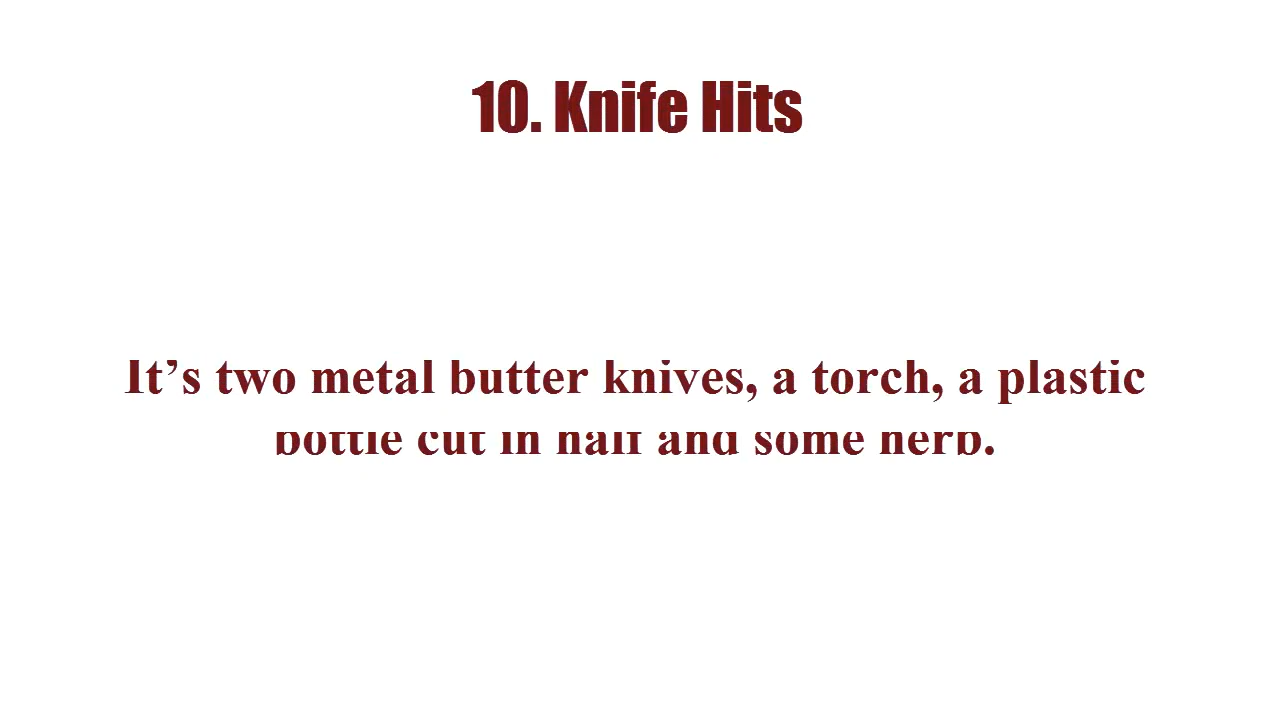 10. Knife Hits
It’s two metal butter knives, a torch, a plastic
bottle cut in half and some herb.